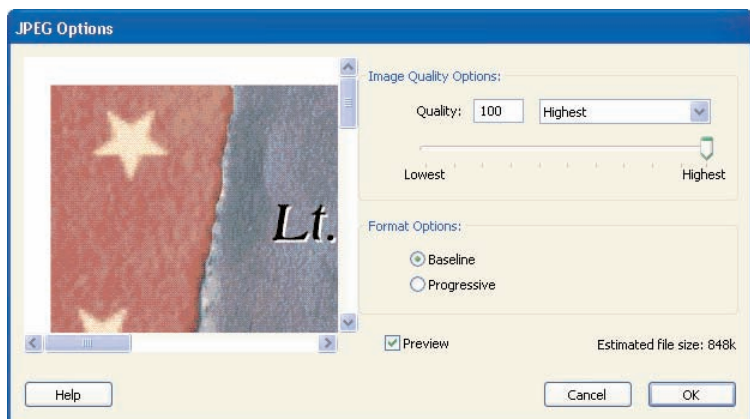 JPEG Options
Image Quality Options:
Quality: 100 Highest
Lowest Highest
Lt.
Format Options:
Baseline
Progressive
Preview Estimated file size: 848k
Help Cancel OK